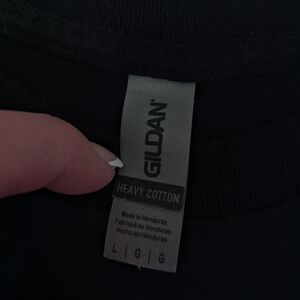 GILDAN
HEAVY COTTON
Made in Honduras
Fabriqué au Honduras
Hecho en Honduras
L | G | G